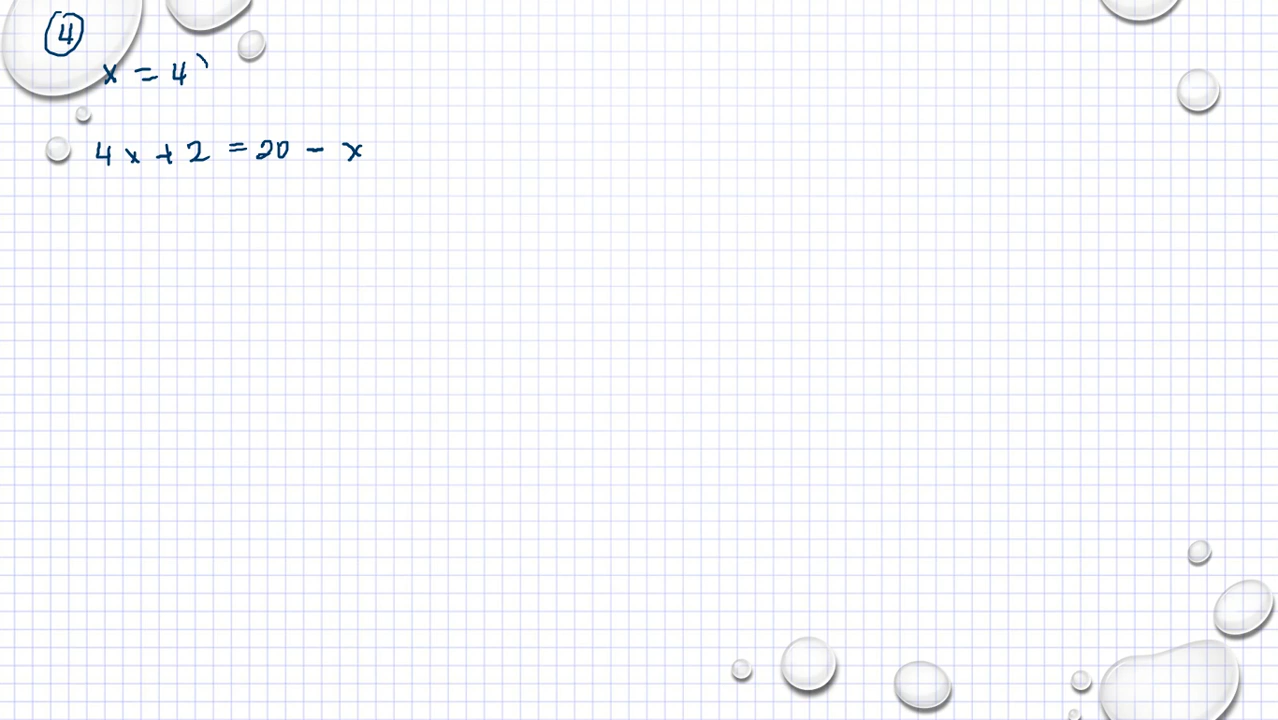 4
x = 4
4x + 2 = 20 - x